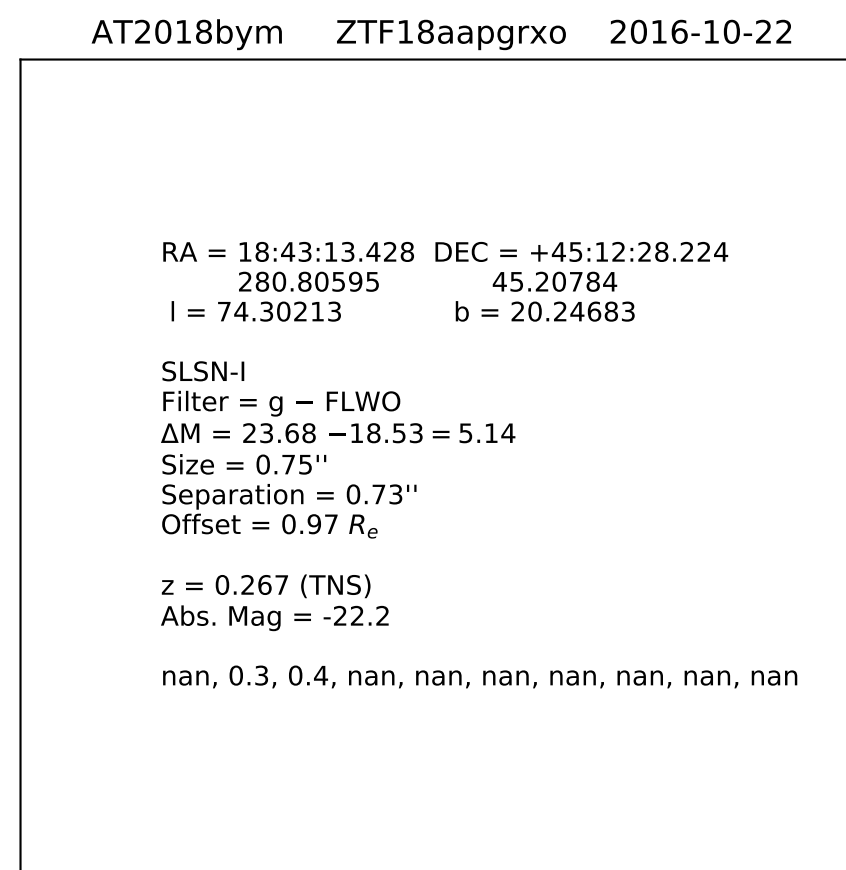 AT2018bym ZTF18aapgrxo 2016-10-22
RA = 18:43:13.428 DEC = +45:12:28.224
280.80595 45.20784
l = 74.30213 b = 20.24683
SLSN-I
Filter = g − FLWO
ΔM = 23.68 −18.53 = 5.14
Size = 0.75''
Separation = 0.73''
Offset = 0.97 Rₑ
z = 0.267 (TNS)
Abs. Mag = -22.2
nan, 0.3, 0.4, nan, nan, nan, nan, nan, nan, nan